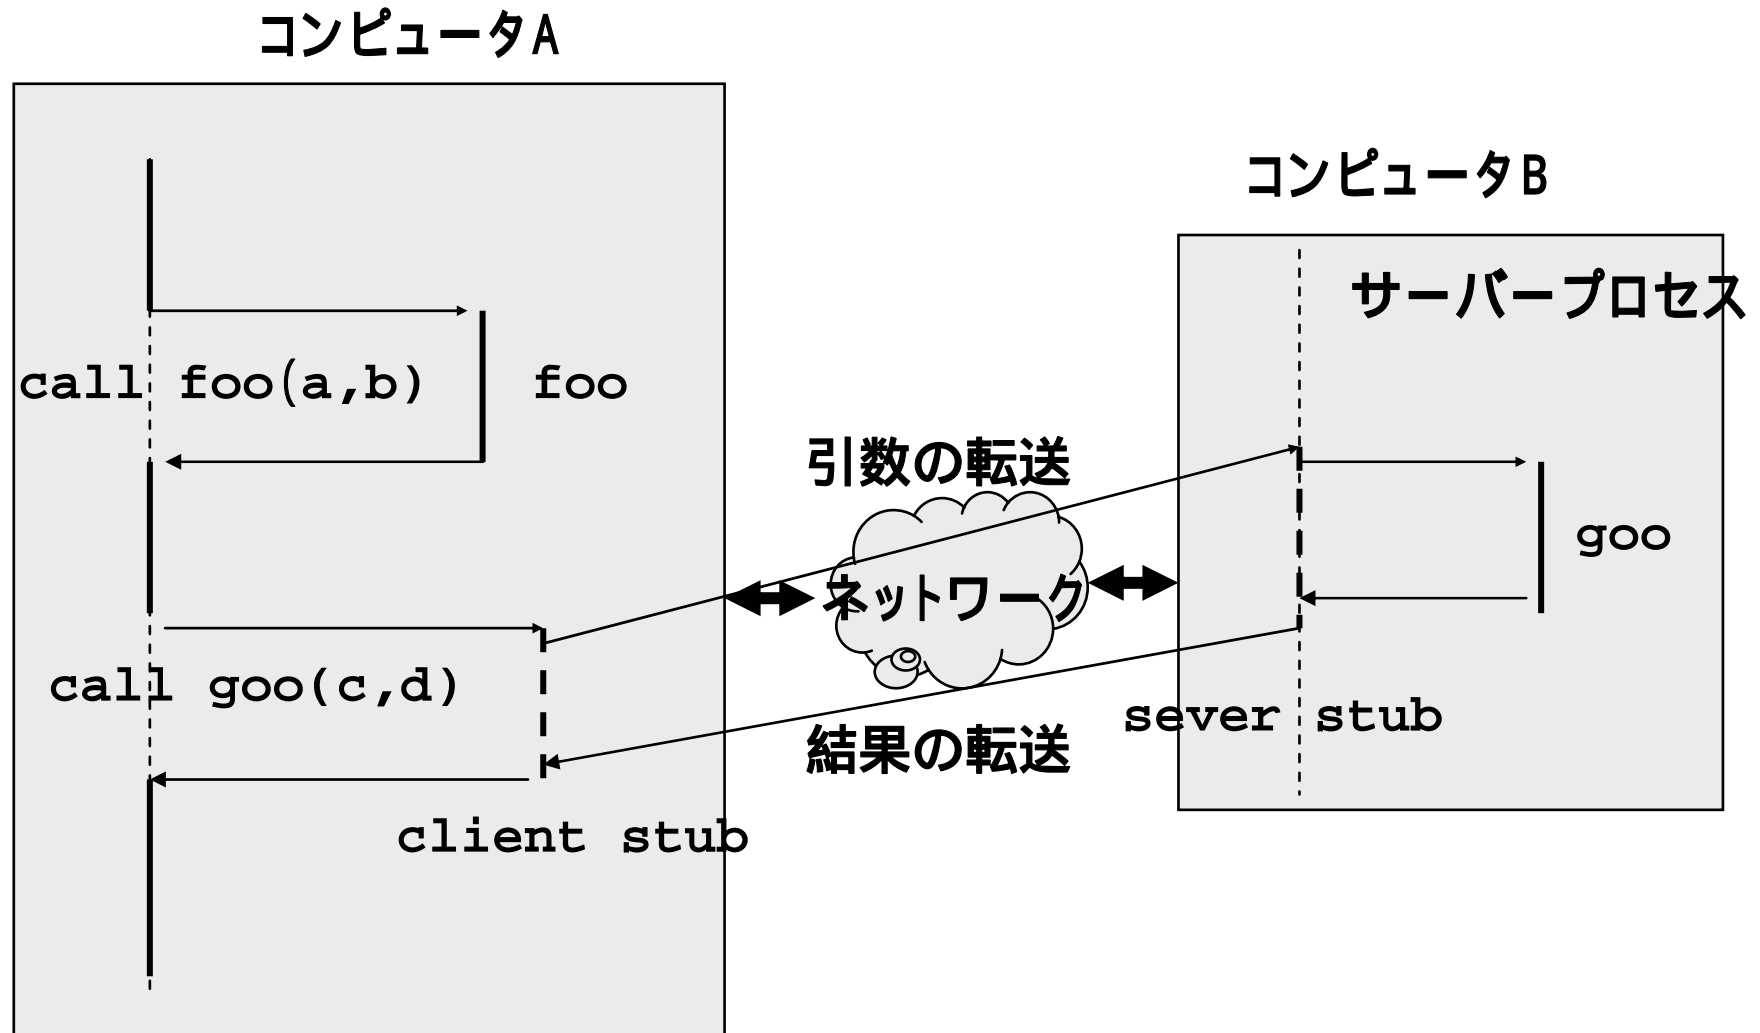 コンピュータA
コンピュータB
サーバープロセス
call foo(a,b)
foo
引数の転送
goo
ネットワーク
call goo(c,d)
sever stub
結果の転送
client stub